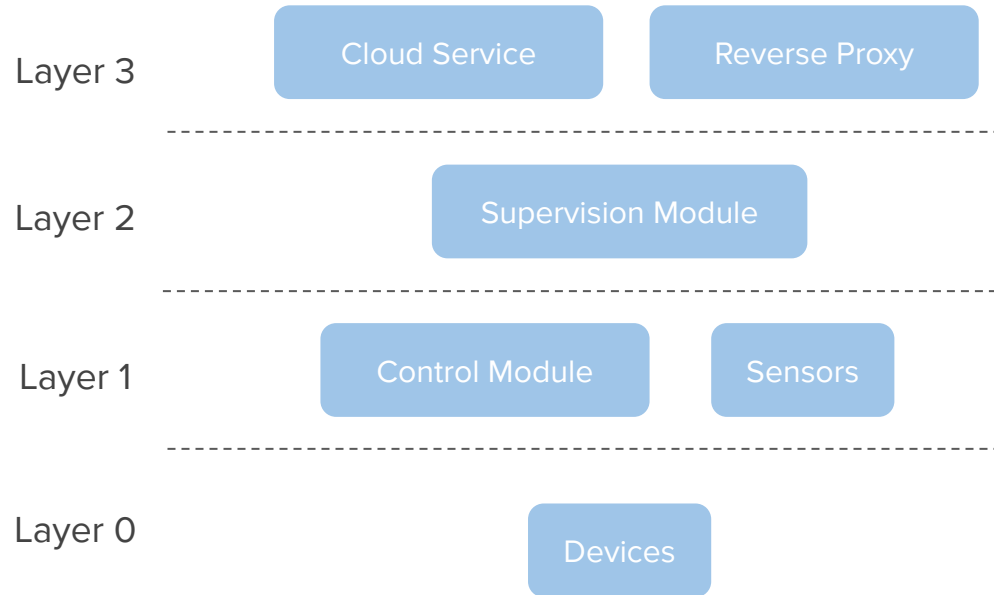 Layer 3
Cloud Service
Reverse Proxy
Layer 2
Supervision Module
Layer 1
Control Module
Sensors
Layer 0
Devices